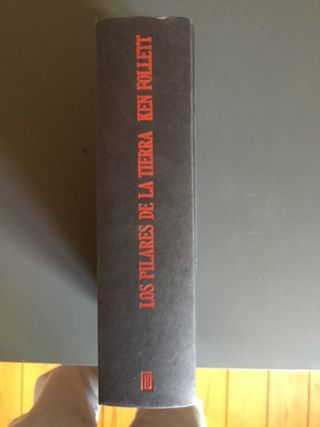 LOS PILARES DE LA TIERRA KEN FOLLETT